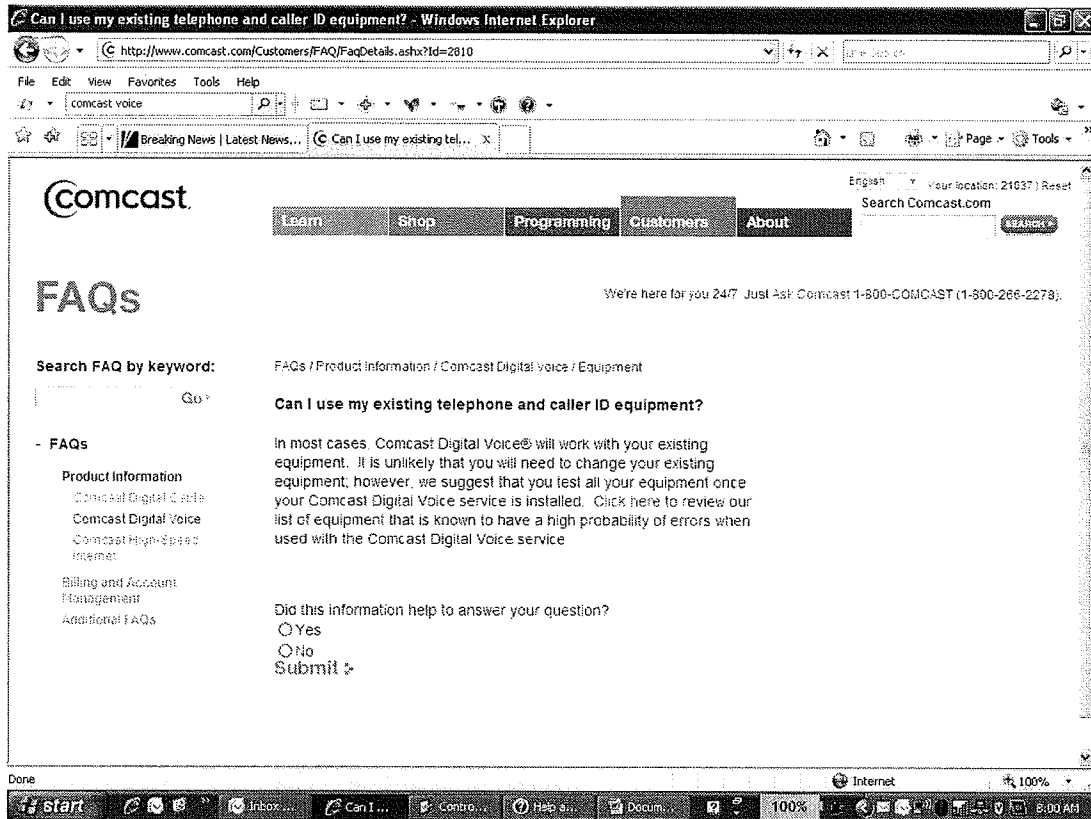 Can I use my existing telephone and caller ID equipment? - Windows Internet Explorer
http://www.comcast.com/Customers/FAQ/FaqDetails.ashx?Id=2810
File Edit View Favorites Tools Help
comcast voice
Breaking News | Latest News... Can I use my existing tel... X
Page Tools
comcast.
English Your location: 21037 | Reset
Search Comcast.com
Learn Shop Programming Customers About
SEARCH
FAQs
We're here for you 24/7 Just Ask Comcast 1-800-COMCAST (1-800-266-2278).
Search FAQ by keyword:
Go
FAQs / Product Information / Comcast Digital Voice / Equipment
Can I use my existing telephone and caller ID equipment?
- FAQs
Product Information
Comcast Digital Cable
Comcast Digital Voice
Comcast High-Speed
Internet
Billing and Account
Management
Additional FAQs
In most cases, Comcast Digital Voice® will work with your existing
equipment. It is unlikely that you will need to change your existing
equipment; however, we suggest that you test all your equipment once
your Comcast Digital Voice service is installed. Click here to review our
list of equipment that is known to have a high probability of errors when
used with the Comcast Digital Voice service
Did this information help to answer your question?
Yes
No
Submit
Done Internet 100%
start Inbox ... Can I ... Contro... Help a... Docum... 100% 8:00 AM